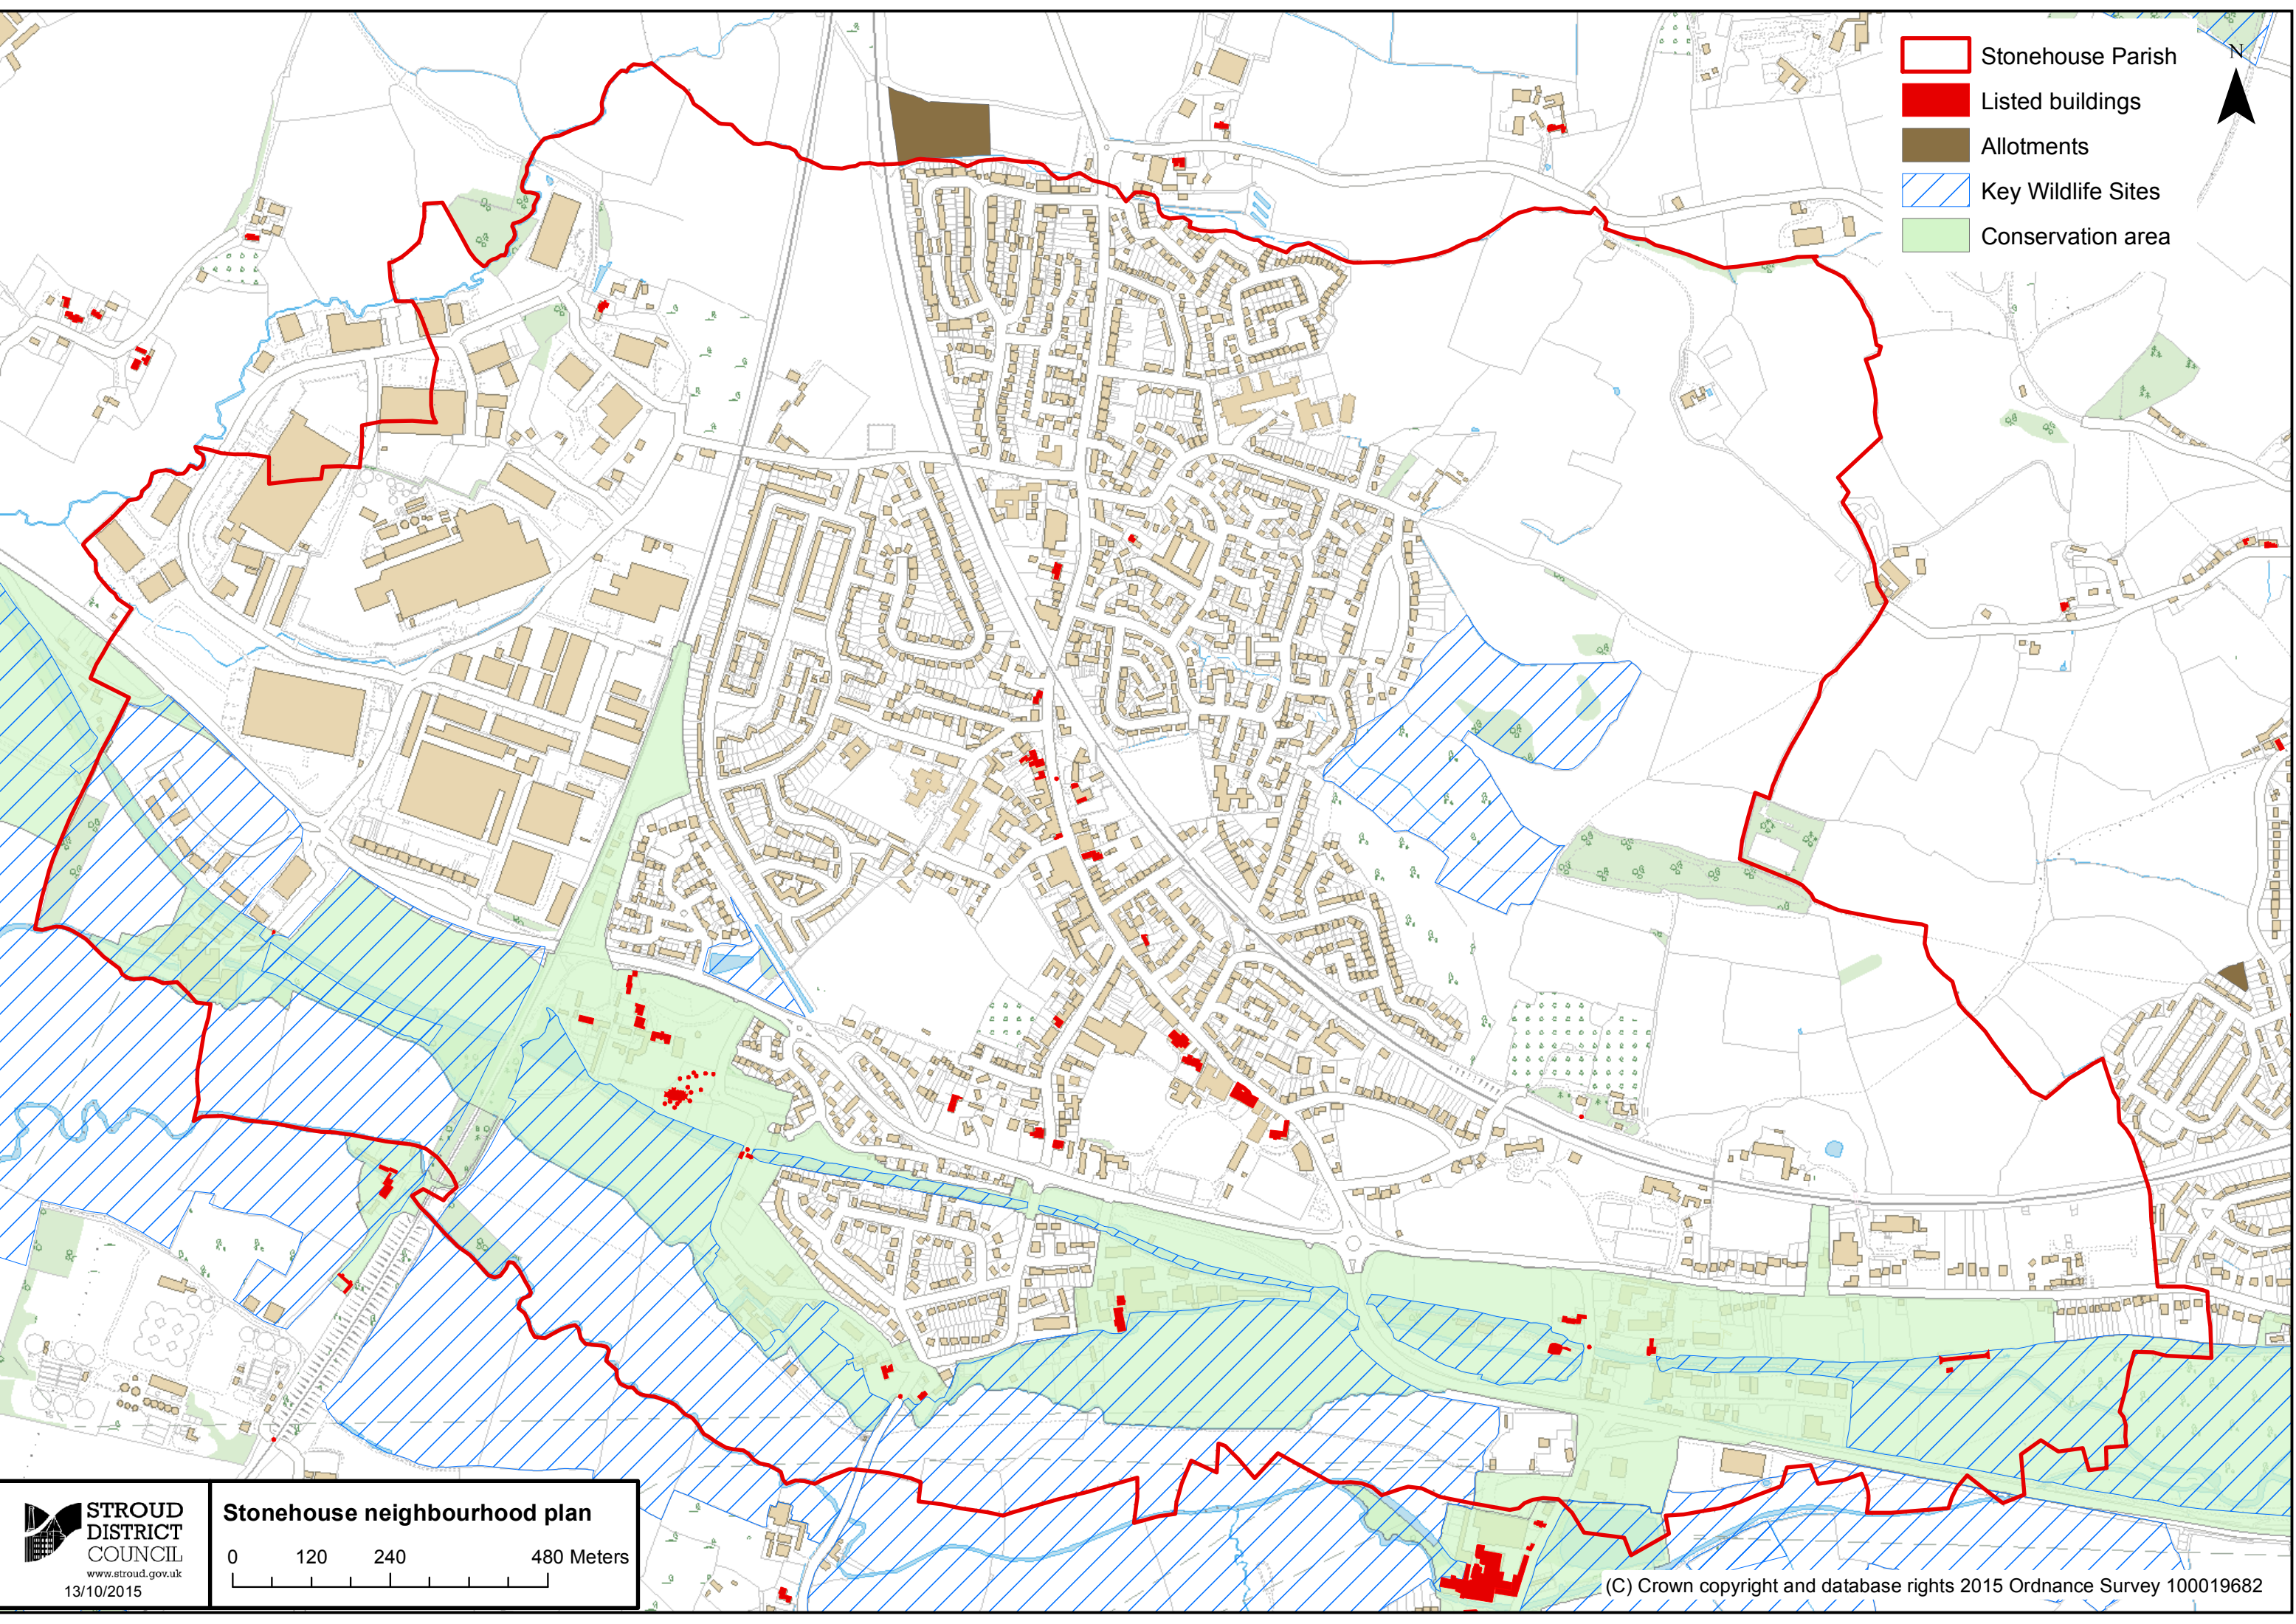 Stonehouse Parish
Listed buildings
Allotments
Key Wildlife Sites
Conservation area
N
STROUD
DISTRICT
COUNCIL
www.stroud.gov.uk
13/10/2015
Stonehouse neighbourhood plan
0 120 240 480 Meters
(C) Crown copyright and database rights 2015 Ordnance Survey 100019682